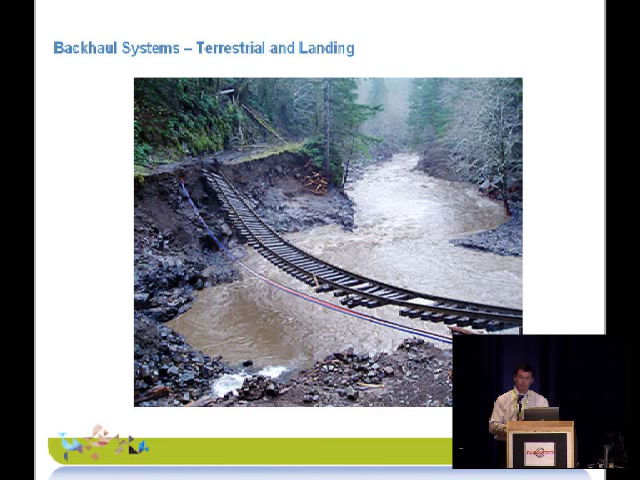 Backhaul Systems – Terrestrial and Landing